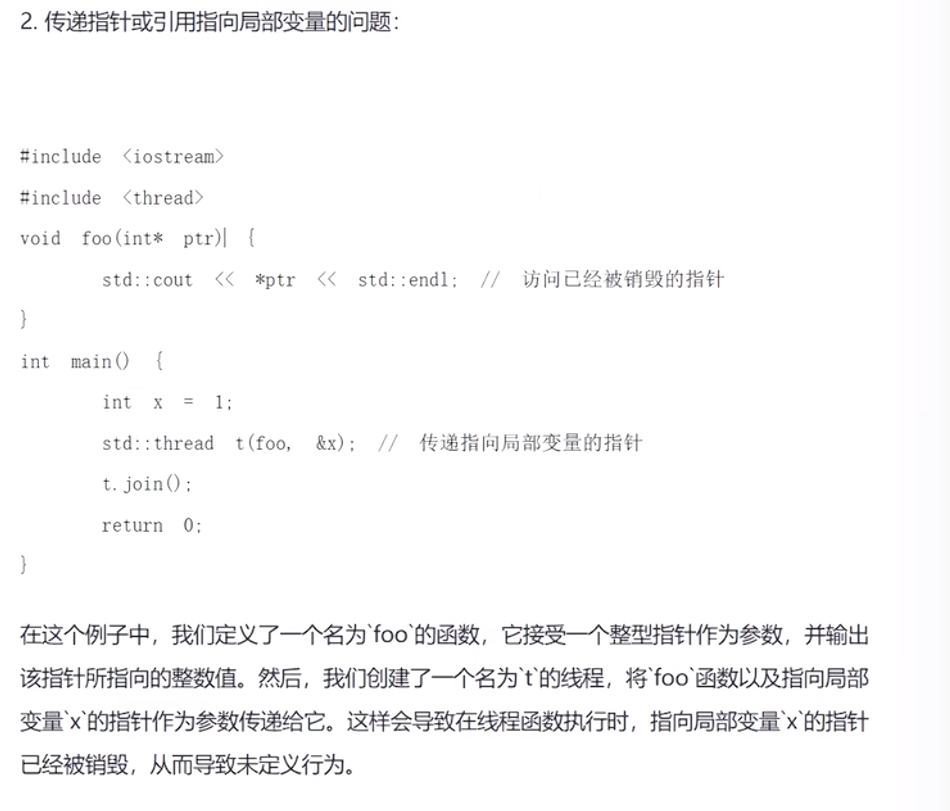 2. 传递指针或引用指向局部变量的问题：
#include <iostream>
#include <thread>
void foo(int* ptr) {
std::cout << *ptr << std::endl; // 访问已经被销毁的指针
}
int main() {
int x = 1;
std::thread t(foo, &x); // 传递指向局部变量的指针
t.join();
return 0;
}
在这个例子中，我们定义了一个名为`foo`的函数，它接受一个整型指针作为参数，并输出
该指针所指向的整数值。然后，我们创建了一个名为`t`的线程，将`foo`函数以及指向局部
变量`x`的指针作为参数传递给它。这样会导致在线程函数执行时，指向局部变量`x`的指针
已经被销毁，从而导致未定义行为。